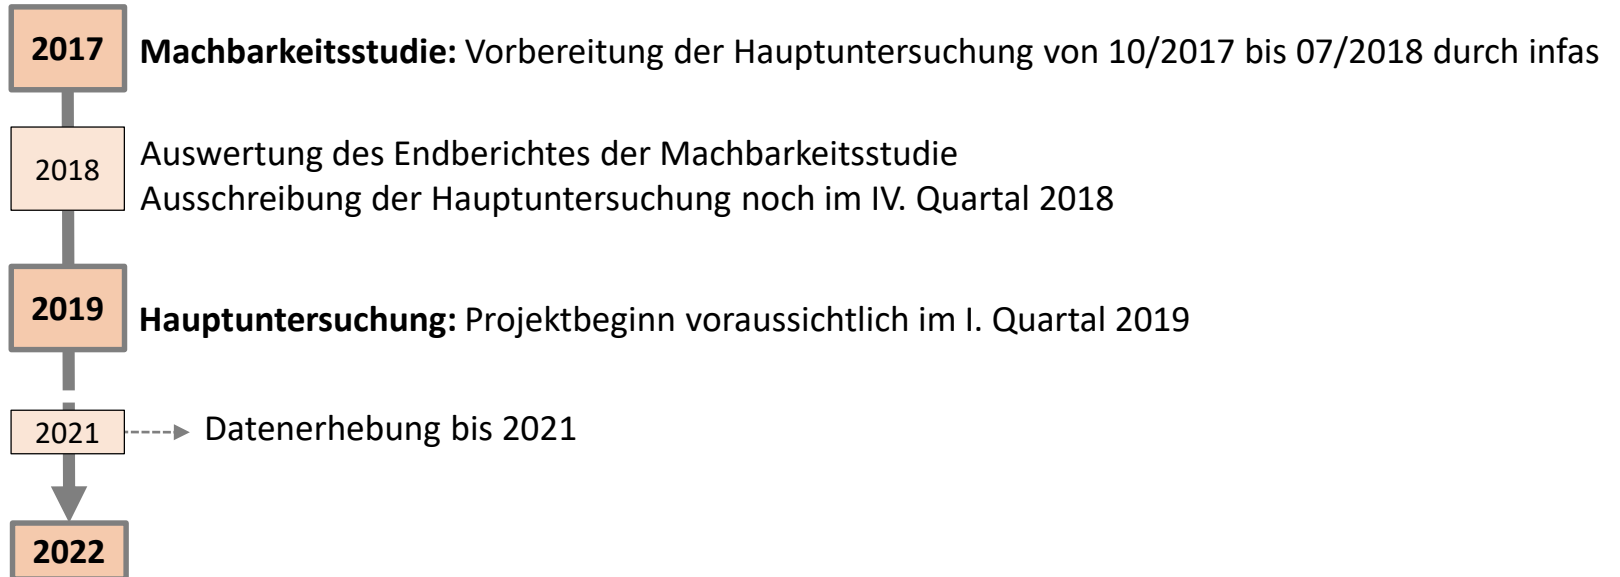 2017
Machbarkeitsstudie: Vorbereitung der Hauptuntersuchung von 10/2017 bis 07/2018 durch infas
2018
Auswertung des Endberichtes der Machbarkeitsstudie
Ausschreibung der Hauptuntersuchung noch im IV. Quartal 2018
2019
Hauptuntersuchung: Projektbeginn voraussichtlich im I. Quartal 2019
2021
Datenerhebung bis 2021
2022